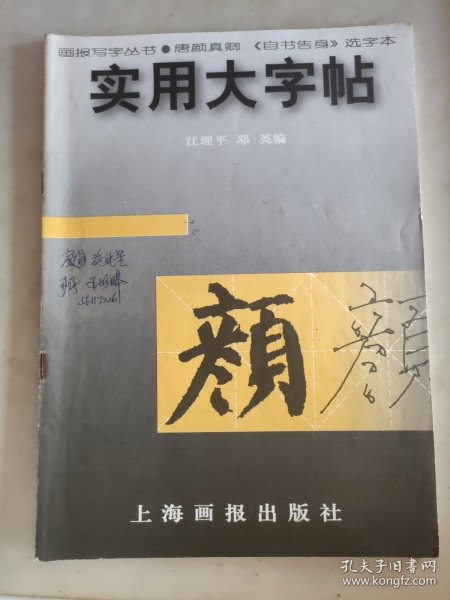 画报写字丛书●唐颜真卿《自书告身》选字本
实用大字帖
江理平 邓 英编
顔
上海画报出版社
孔夫子旧书网
www.kongfz.com